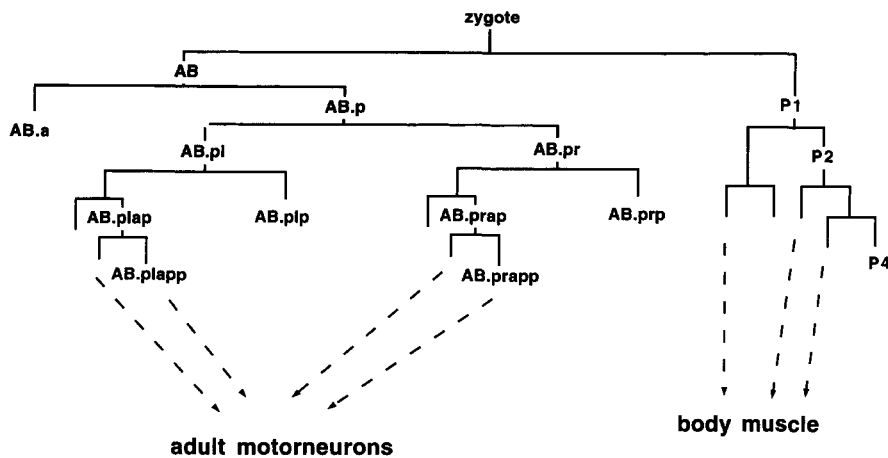 zygote
AB
AB.p
P1
AB.a
AB.pl
AB.pr
P2
AB.plap
AB.plp
AB.prap
AB.prp
AB.plapp
AB.prapp
P4
body muscle
adult motorneurons